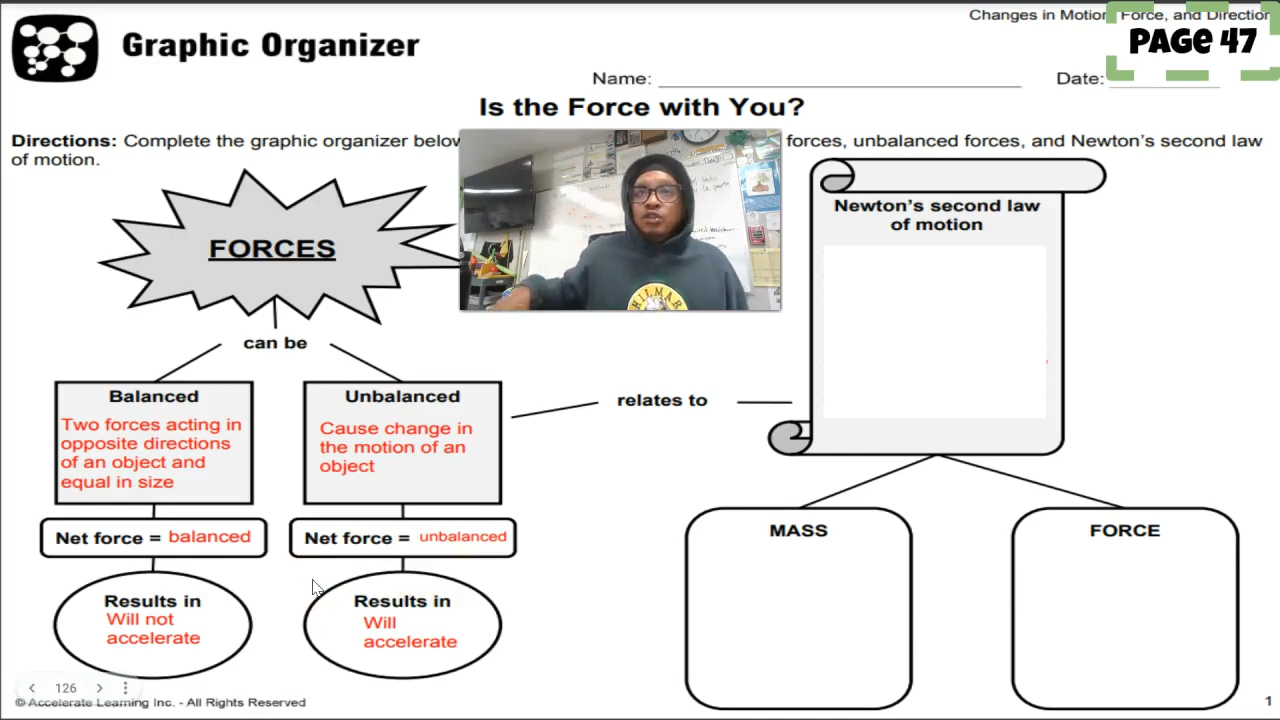 Changes in Motion, Force, and Direction
PAGE 47
Graphic Organizer
Name:
Date:
Is the Force with You?
Directions: Complete the graphic organizer below forces, unbalanced forces, and Newton's second law
of motion.
FORCES
can be
Balanced
Two forces acting in
opposite directions
of an object and
equal in size
Net force = balanced
Results in
Will not
accelerate
Unbalanced
Cause change in
the motion of an
object
Net force = unbalanced
Results in
Will
accelerate
relates to
Newton's second law
of motion
MASS
FORCE
HILMAR
126
© Accelerate Learning Inc. - All Rights Reserved
1